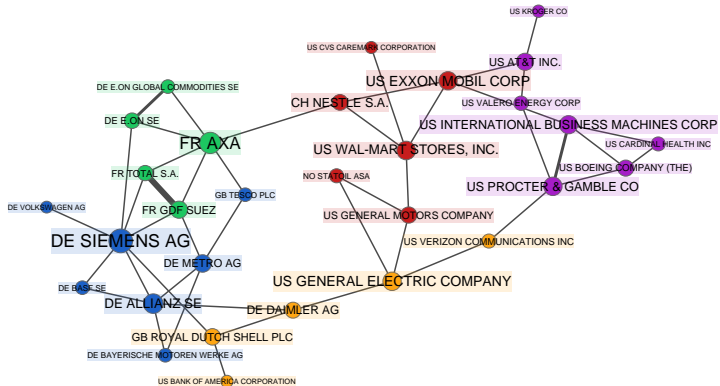 US KROGER CO
US CVS CAREMARK CORPORATION
US AT&T INC.
US EXXON MOBIL CORP
DE E.ON GLOBAL COMMODITIES SE
CH NESTLE S.A.
US VALERO ENERGY CORP
DE E.ON SE
US INTERNATIONAL BUSINESS MACHINES CORP
FR AXA
US CARDINAL HEALTH INC
US WAL-MART STORES, INC.
US BOEING COMPANY (THE)
FR TOTAL S.A.
NO STATOIL ASA
US PROCTER & GAMBLE CO
GB TESCO PLC
DE VOLKSWAGEN AG
FR GDF SUEZ
US GENERAL MOTORS COMPANY
DE SIEMENS AG
US VERIZON COMMUNICATIONS INC
DE METRO AG
US GENERAL ELECTRIC COMPANY
DE BASF SE
DE ALLIANZ SE
DE DAIMLER AG
GB ROYAL DUTCH SHELL PLC
DE BAYERISCHE MOTOREN WERKE AG
US BANK OF AMERICA CORPORATION